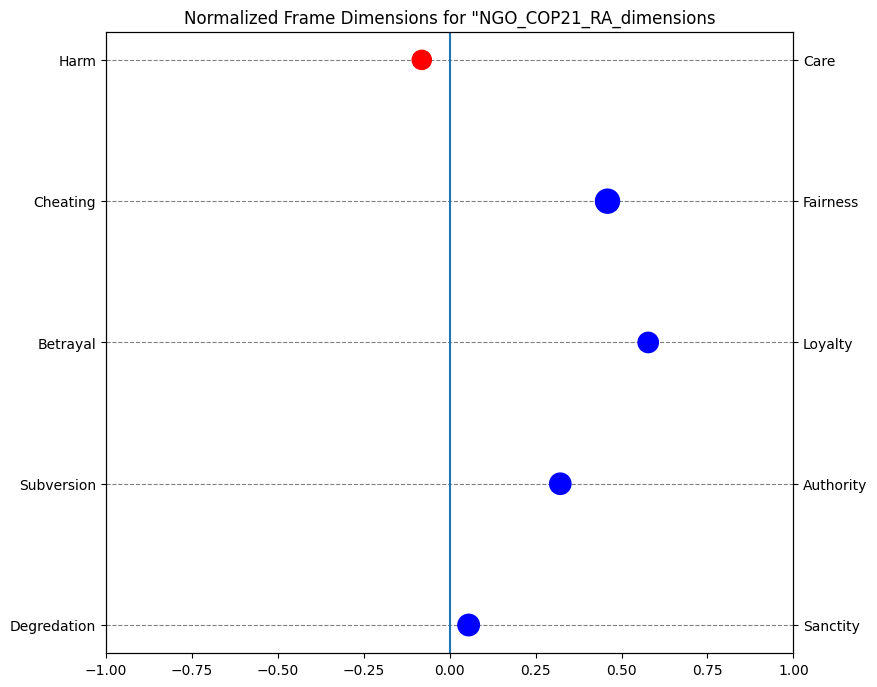 Normalized Frame Dimensions for "NGO_COP21_RA_dimensions
Harm Care
Cheating Fairness
Betrayal Loyalty
Subversion Authority
Degredation Sanctity
−1.00 −0.75 −0.50 −0.25 0.00 0.25 0.50 0.75 1.00